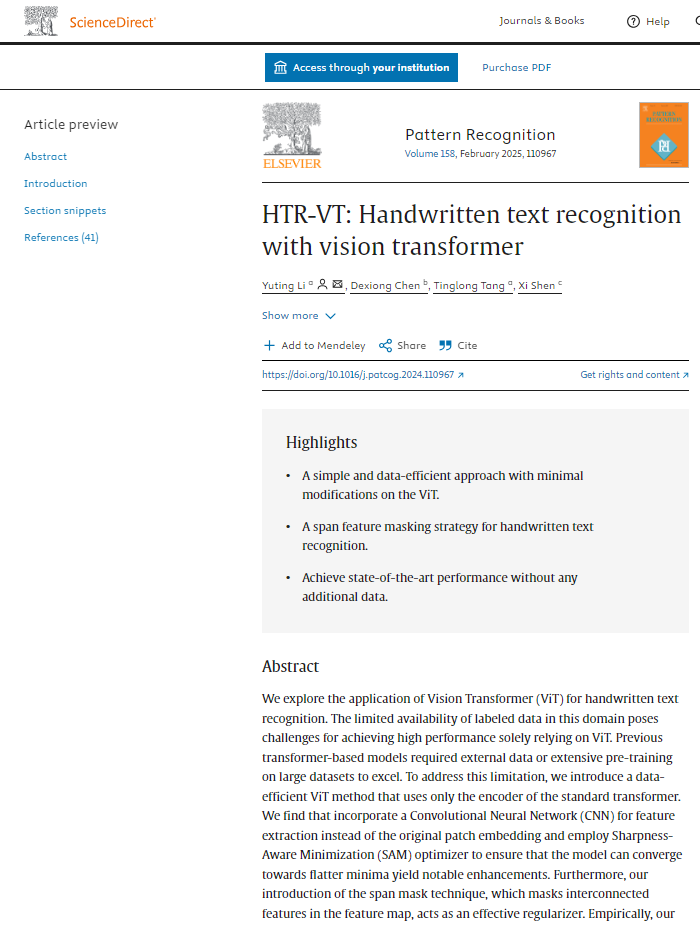 ScienceDirect
Journals & Books
Help
Access through your institution
Purchase PDF
Article preview
Abstract
Introduction
Section snippets
References (41)
ELSEVIER
Pattern Recognition
Volume 158, February 2025, 110967
PATTERN
RECOGNITION
HTR-VT: Handwritten text recognition
with vision transformer
Yuting Li a, Dexiong Chen b, Tinglong Tang a, Xi Shen c
Show more
Add to Mendeley
Share
Cite
https://doi.org/10.1016/j.patcog.2024.110967
Get rights and content
Highlights
• A simple and data-efficient approach with minimal
modifications on the ViT.
• A span feature masking strategy for handwritten text
recognition.
• Achieve state-of-the-art performance without any
additional data.
Abstract
We explore the application of Vision Transformer (ViT) for handwritten text
recognition. The limited availability of labeled data in this domain poses
challenges for achieving high performance solely relying on ViT. Previous
transformer-based models required external data or extensive pre-training
on large datasets to excel. To address this limitation, we introduce a data-
efficient ViT method that uses only the encoder of the standard transformer.
We find that incorporate a Convolutional Neural Network (CNN) for feature
extraction instead of the original patch embedding and employ Sharpness-
Aware Minimization (SAM) optimizer to ensure that the model can converge
towards flatter minima yield notable enhancements. Furthermore, our
introduction of the span mask technique, which masks interconnected
features in the feature map, acts as an effective regularizer. Empirically, our